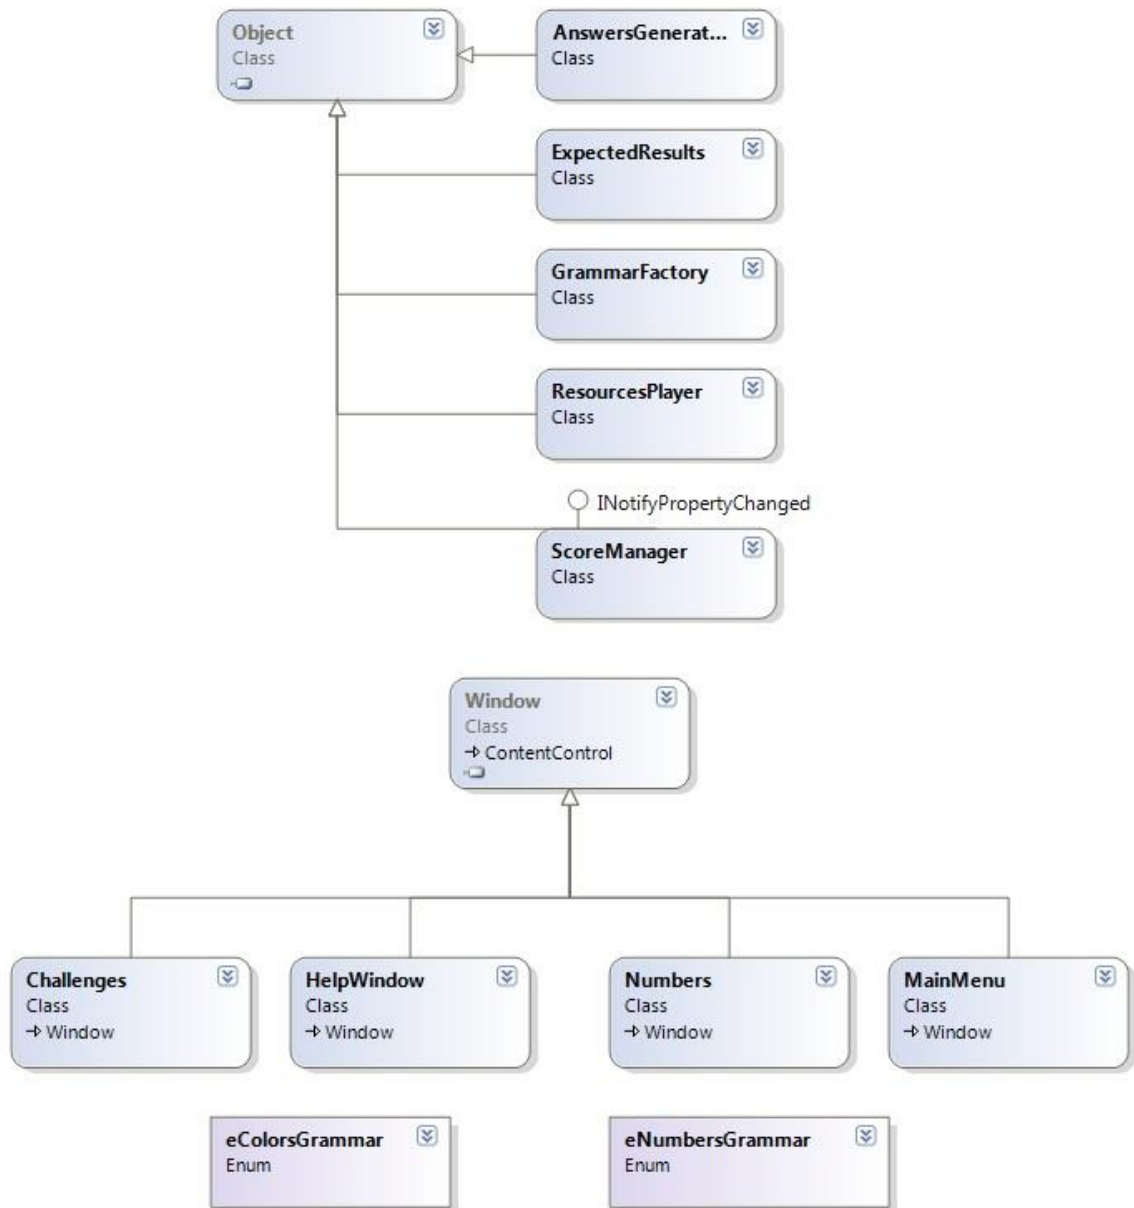 Object
Class
AnswersGenerat...
Class
ExpectedResults
Class
GrammarFactory
Class
ResourcesPlayer
Class
INotifyPropertyChanged
ScoreManager
Class
Window
Class
ContentControl
Challenges
Class
Window
HelpWindow
Class
Window
Numbers
Class
Window
MainMenu
Class
Window
eColorsGrammar
Enum
eNumbersGrammar
Enum